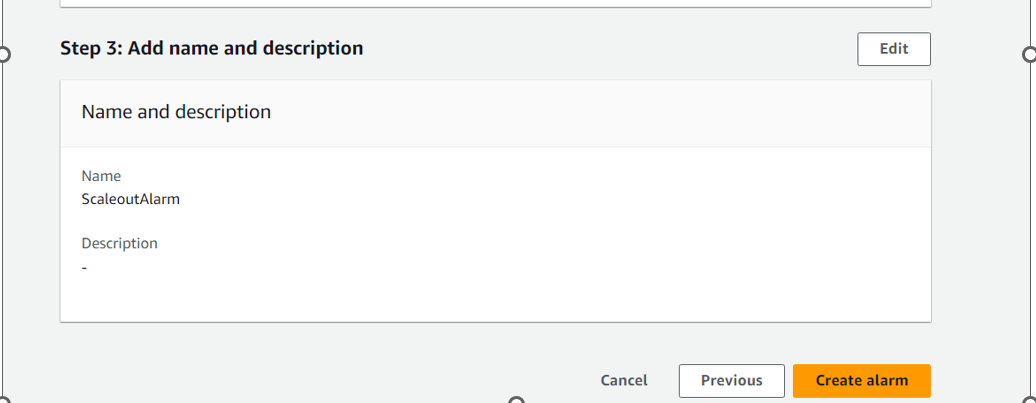 Step 3: Add name and description
Edit
Name and description
Name
ScaleoutAlarm
Description
-
Cancel
Previous
Create alarm